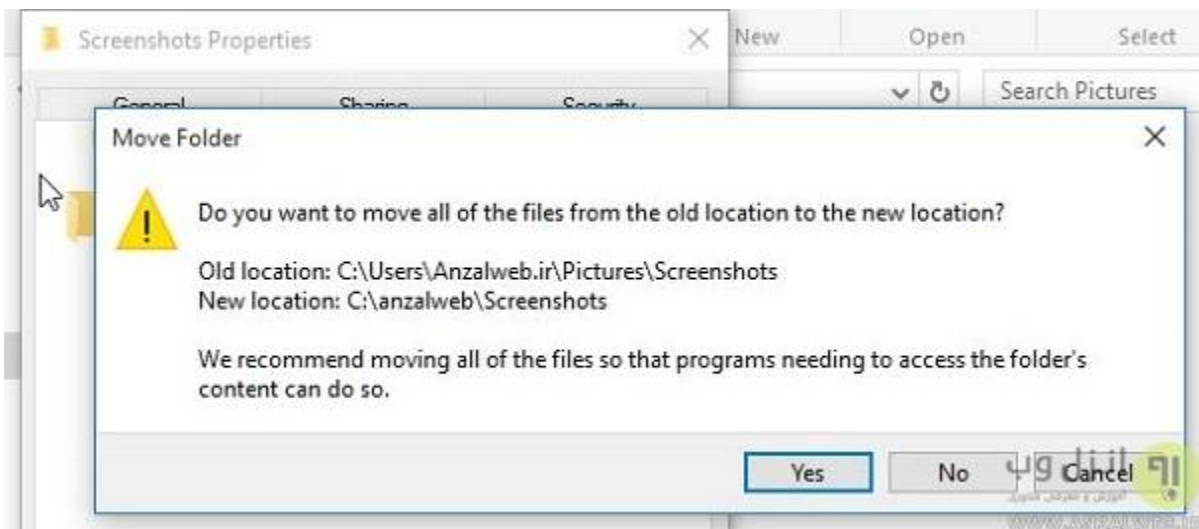 Screenshots Properties
New
Open
Select
General
Sharing
Security
Search Pictures
Move Folder
Do you want to move all of the files from the old location to the new location?
Old location: C:\Users\Anzalweb.ir\Pictures\Screenshots
New location: C:\anzalweb\Screenshots
We recommend moving all of the files so that programs needing to access the folder's
content can do so.
Yes
No
Cancel
انزل وب